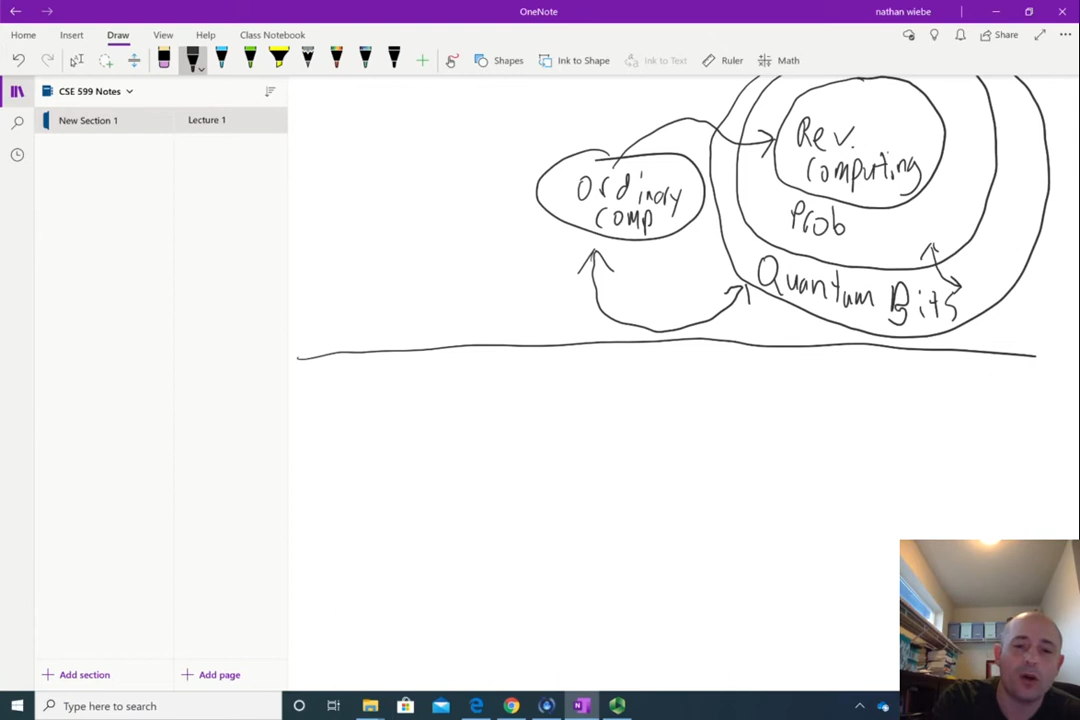 OneNote
nathan wiebe
Home
Insert
Draw
View
Help
Class Notebook
Share
Shapes
Ink to Shape
Ink to Text
Ruler
Math
CSE 599 Notes
New Section 1
Lecture 1
Rev.
computing
Ordinary
comp
Prob
Quantum Bits
Add section
Add page
Type here to search